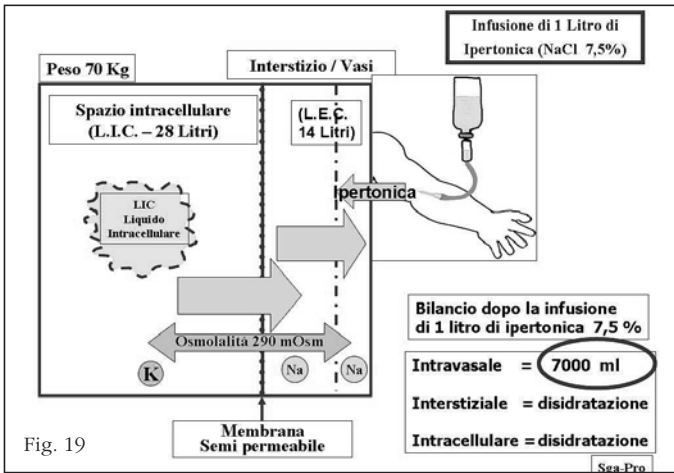 Infusione di 1 Litro di
Ipertonica (NaCl 7,5%)
Peso 70 Kg
Interstizio / Vasi
Spazio intracellulare
(L.I.C. – 28 Litri)
(L.E.C.
14 Litri)
Ipertonica
LIC
Liquido
Intracellulare
Osmolalità 290 mOsm
K
Na
Na
Membrana
Semi permeabile
Bilancio dopo la infusione
di 1 litro di ipertonica 7,5 %
Intravasale = 7000 ml
Interstiziale = disidratazione
Intracellulare = disidratazione
Sga-Pro
Fig. 19